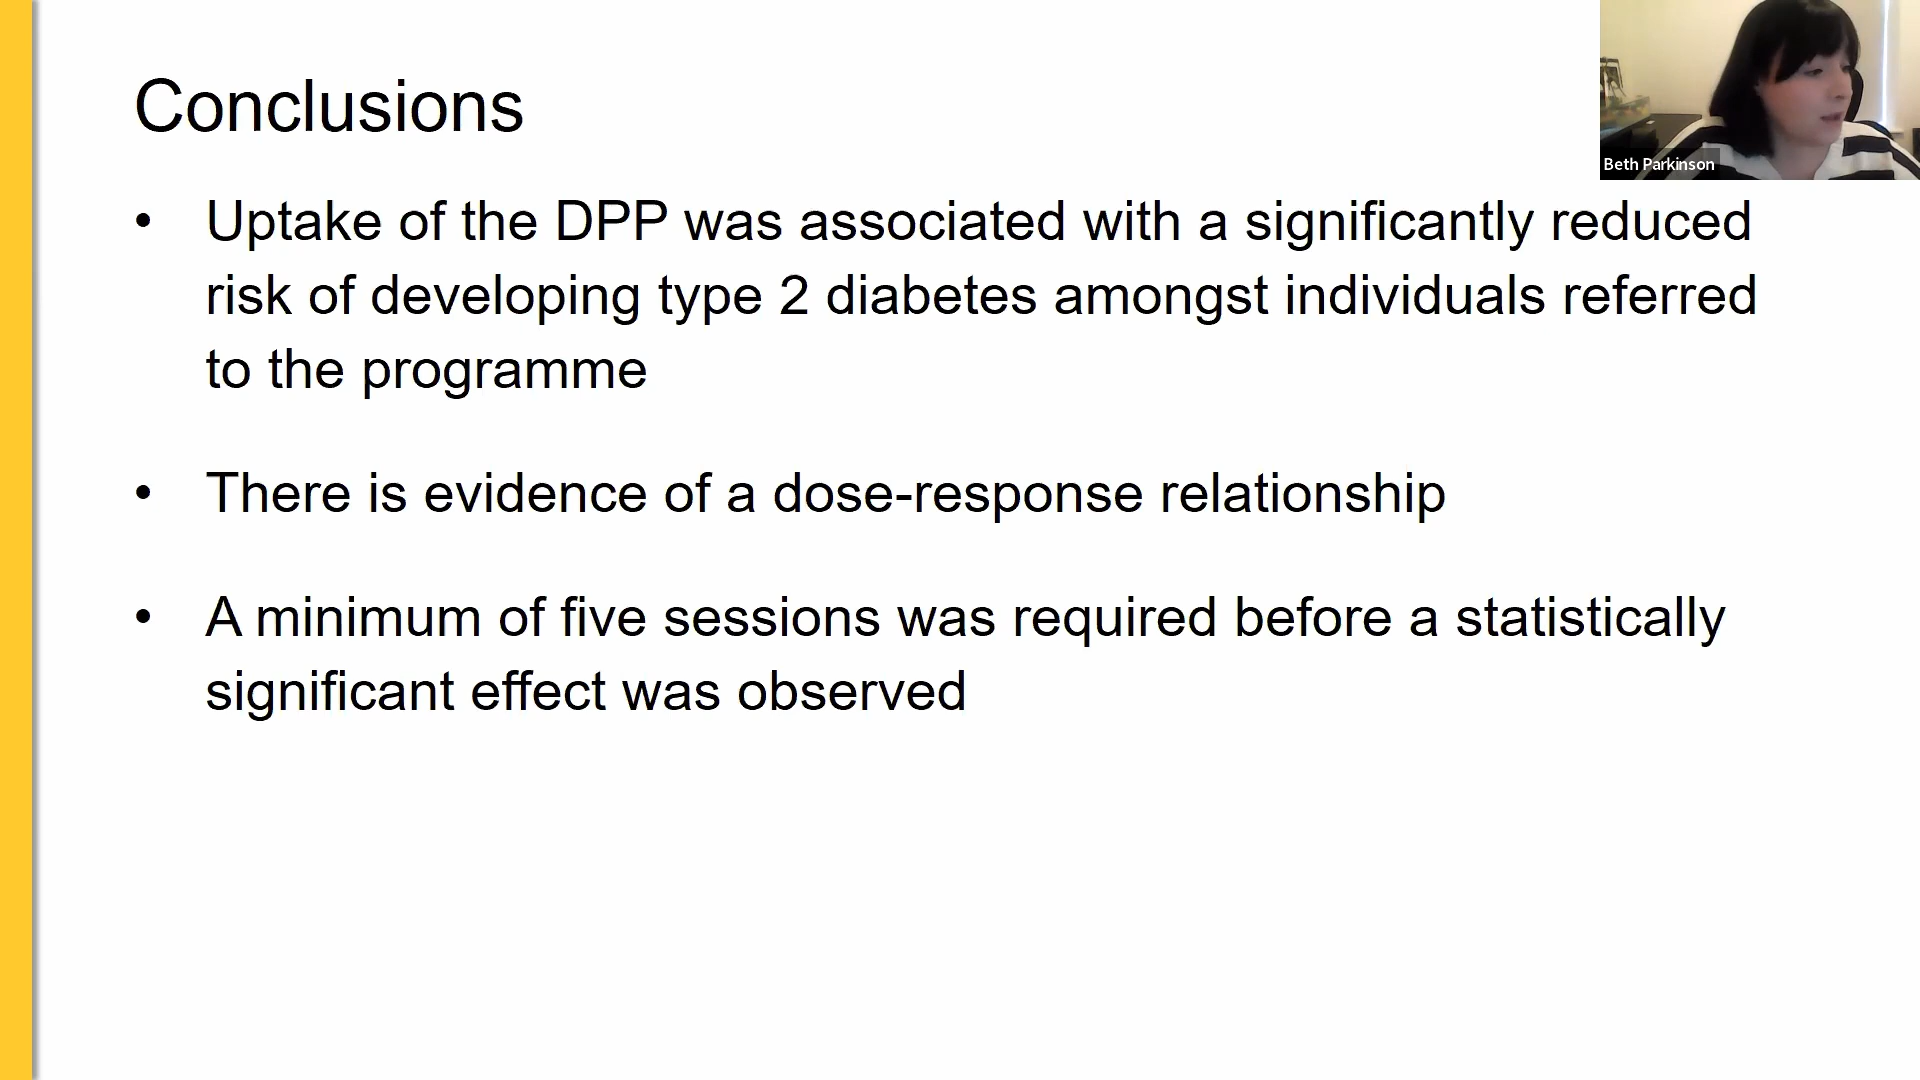 Conclusions
Beth Parkinson
• Uptake of the DPP was associated with a significantly reduced
risk of developing type 2 diabetes amongst individuals referred
to the programme
• There is evidence of a dose-response relationship
• A minimum of five sessions was required before a statistically
significant effect was observed